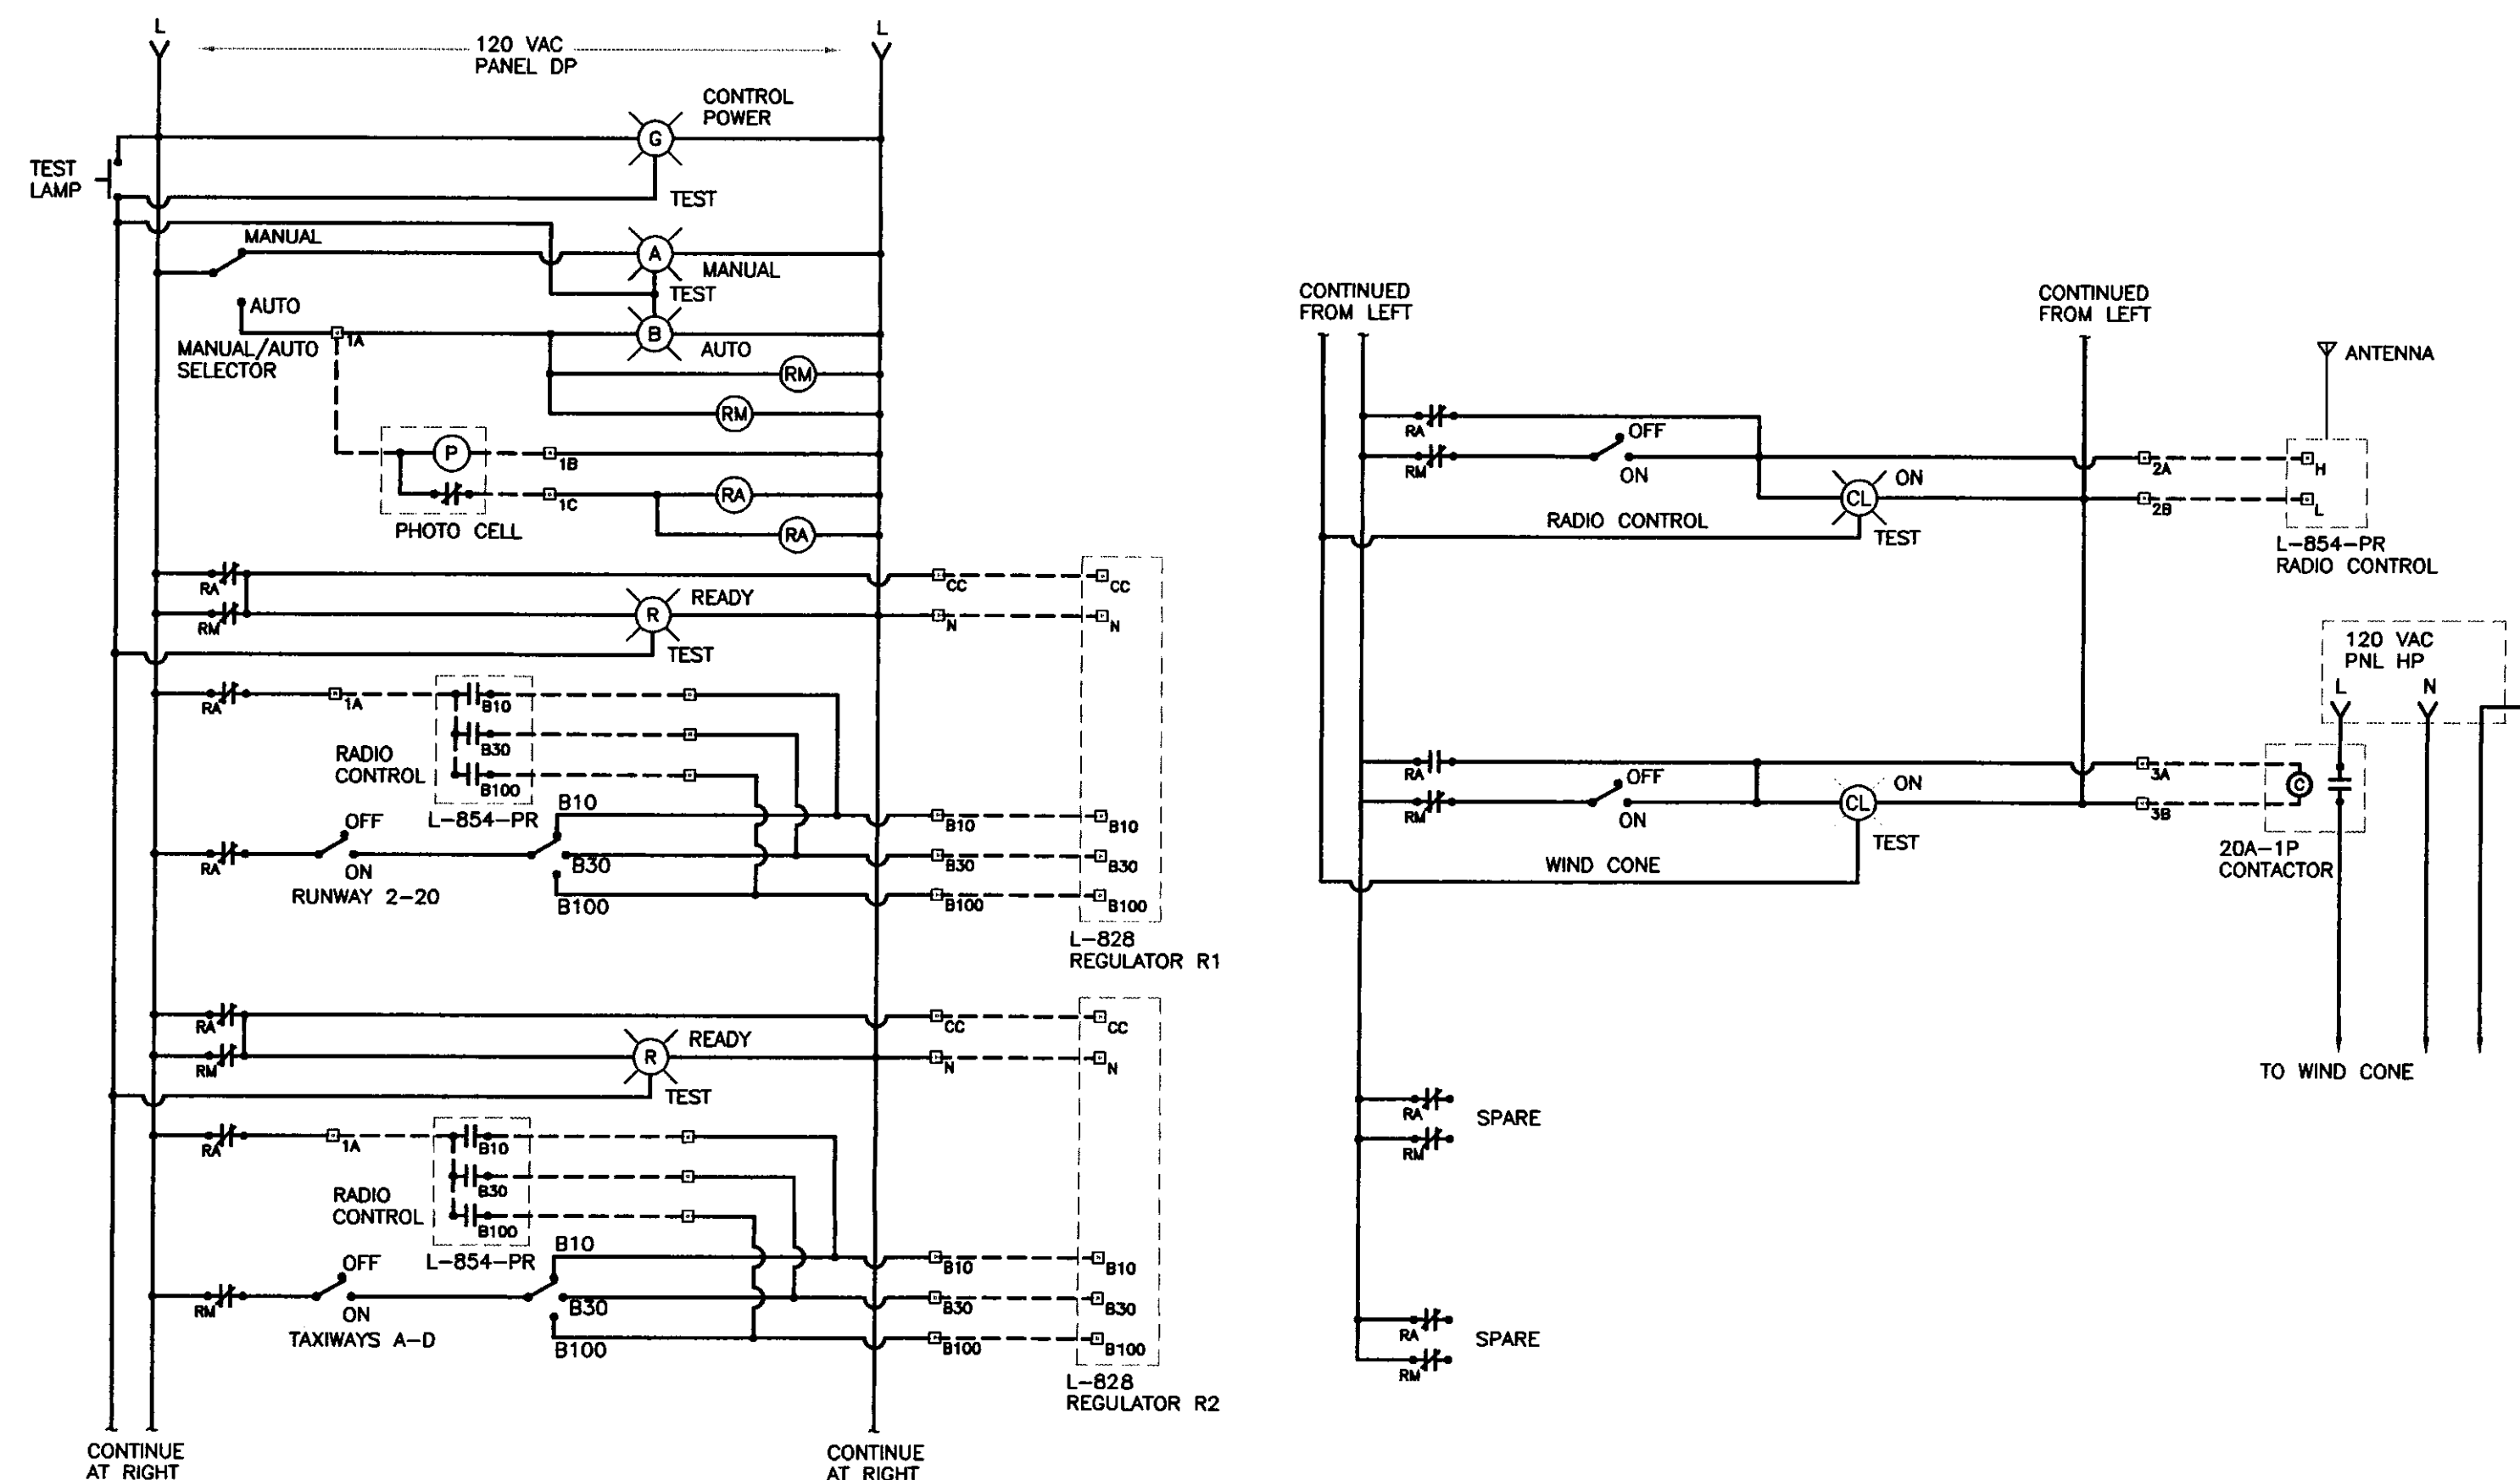 L
120 VAC
PANEL DP
L
CONTROL
POWER
G
TEST
LAMP
TEST
MANUAL
A
MANUAL
TEST
AUTO
1A
B
AUTO
MANUAL/AUTO
SELECTOR
RM
RM
P
1B
RA
1C
PHOTO CELL
RA
RA
CC
CC
READY
R
RM
N
N
TEST
RA
1A
B10
B30
RADIO
CONTROL
B100
L-854-PR
B10
B10
B10
OFF
RA
ON
B30
B30
B30
RUNWAY 2-20
B100
B100
B100
L-828
REGULATOR R1
RA
CC
CC
READY
R
RM
N
N
TEST
RA
1A
B10
B30
RADIO
CONTROL
B100
L-854-PR
B10
B10
B10
OFF
RM
ON
B30
B30
B30
TAXIWAYS A-D
B100
B100
B100
L-828
REGULATOR R2
CONTINUE
AT RIGHT
CONTINUE
AT RIGHT
CONTINUED
FROM LEFT
CONTINUED
FROM LEFT
ANTENNA
RA
OFF
RM
ON
2A
H
ON
CL
2B
L
RADIO CONTROL
TEST
L-854-PR
RADIO CONTROL
120 VAC
PNL HP
L
N
RA
OFF
3A
C
ON
RM
ON
CL
3B
TEST
WIND CONE
20A-1P
CONTACTOR
TO WIND CONE
RA
SPARE
RM
RA
SPARE
RM